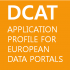 DCAT
APPLICATION
PROFILE FOR
EUROPEAN
DATA PORTALS